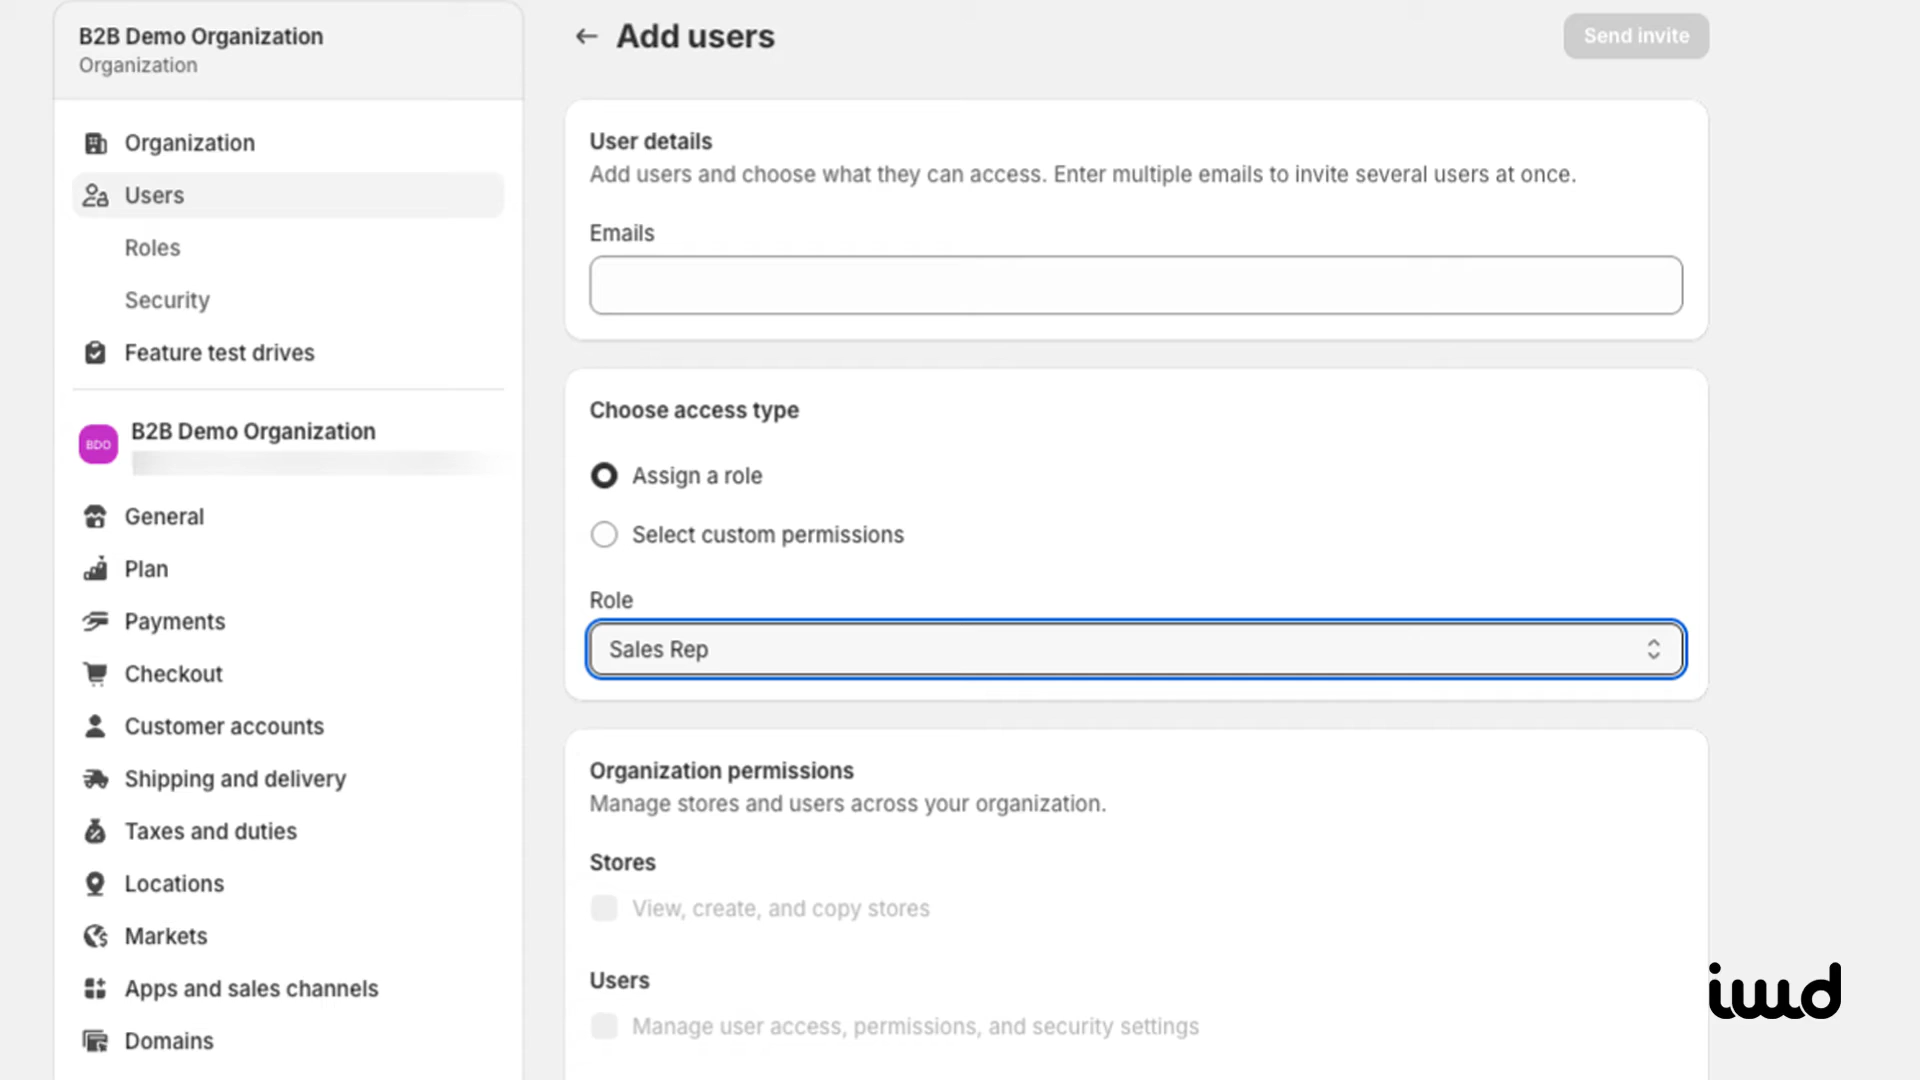 B2B Demo Organization
Organization
Organization
Users
Roles
Security
Feature test drives
BDO
B2B Demo Organization
General
Plan
Payments
Checkout
Customer accounts
Shipping and delivery
Taxes and duties
Locations
Markets
Apps and sales channels
Domains
Add users
Send invite
User details
Add users and choose what they can access. Enter multiple emails to invite several users at once.
Emails
Choose access type
Assign a role
Select custom permissions
Role
Sales Rep
Organization permissions
Manage stores and users across your organization.
Stores
View, create, and copy stores
Users
Manage user access, permissions, and security settings
iwd